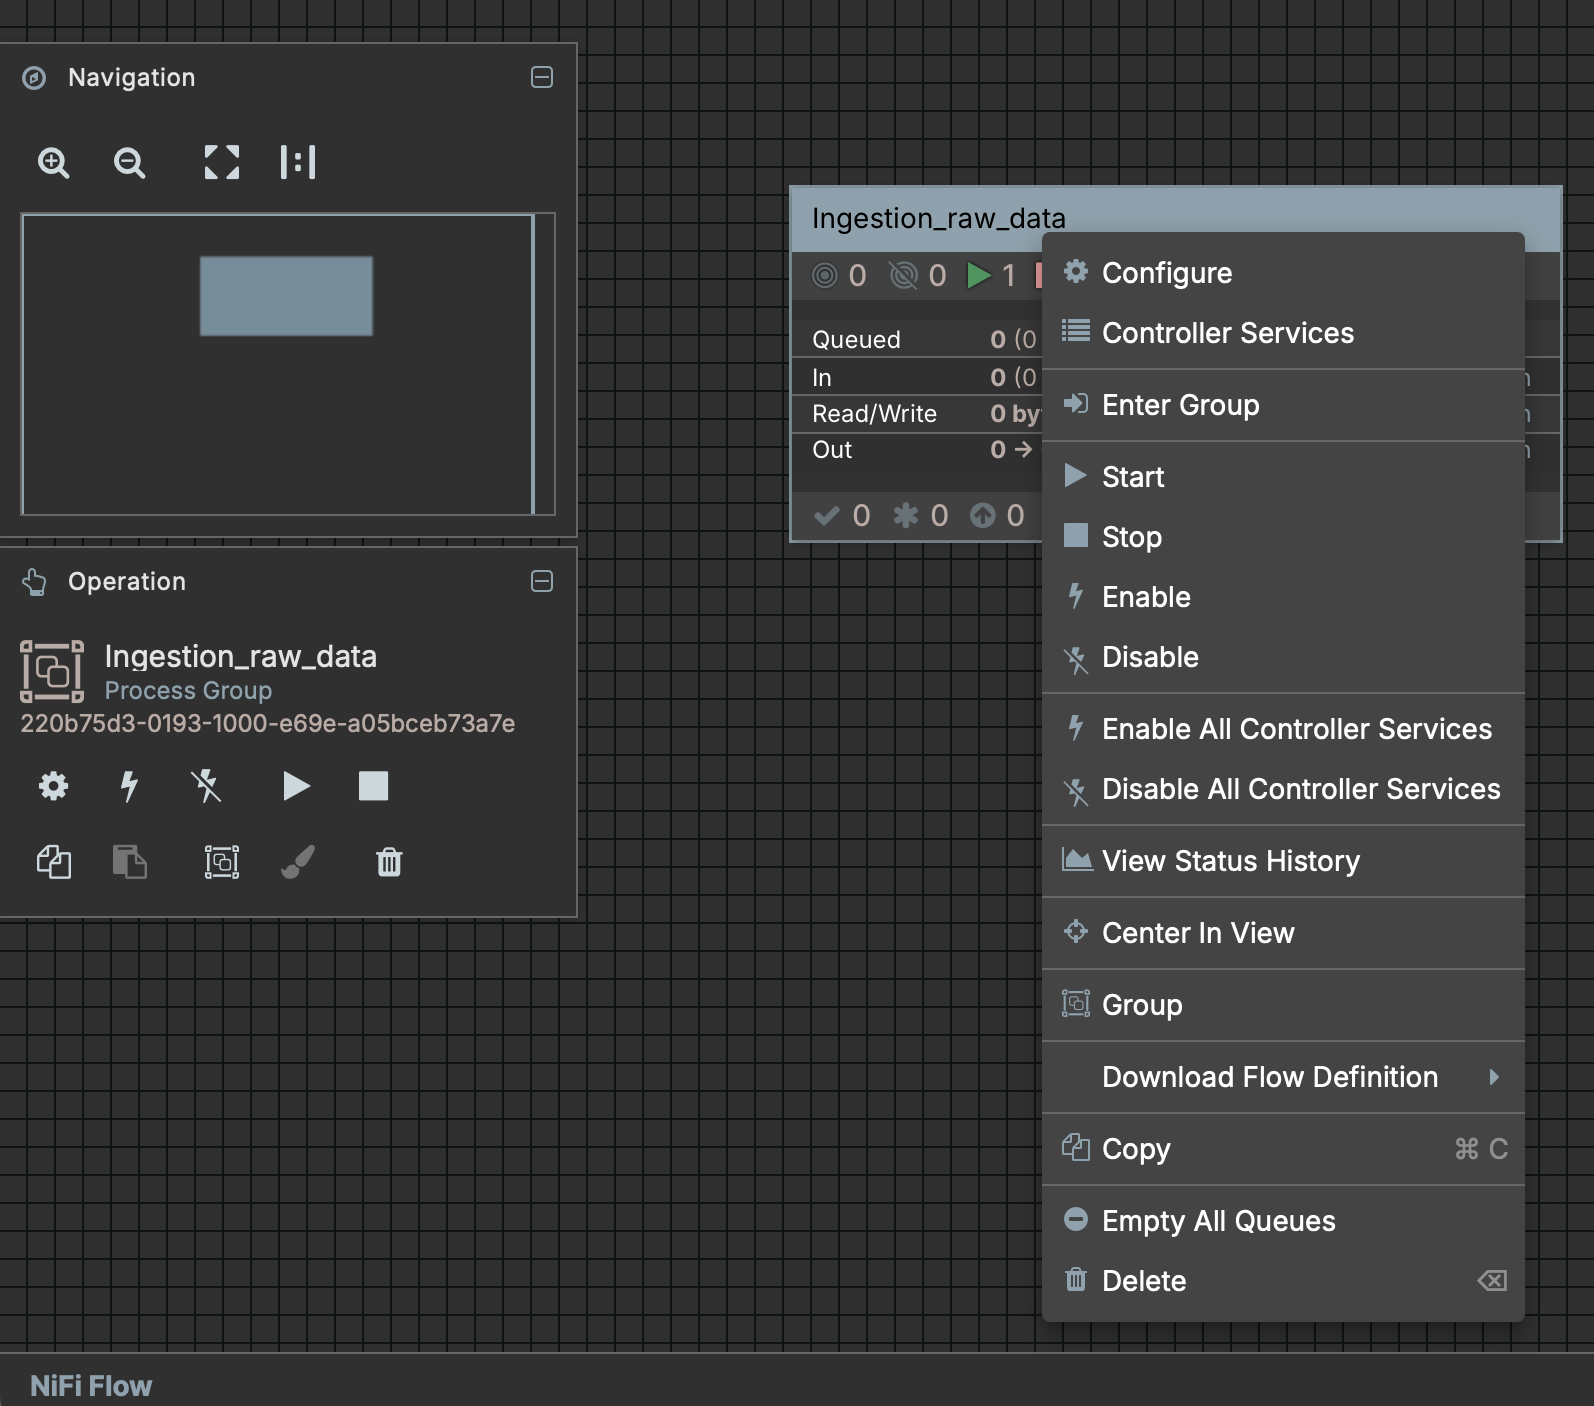 Navigation
Ingestion_raw_data
0 0 1
Queued 0 (0
In 0 (0
Read/Write 0
Out 0 →
0 0 0
Operation
Ingestion_raw_data
Process Group
220b75d3-0193-1000-e69e-a05bceb73a7e
Configure
Controller Services
Enter Group
Start
Stop
Enable
Disable
Enable All Controller Services
Disable All Controller Services
View Status History
Center In View
Group
Download Flow Definition
Copy ⌘ C
Empty All Queues
Delete
NiFi Flow